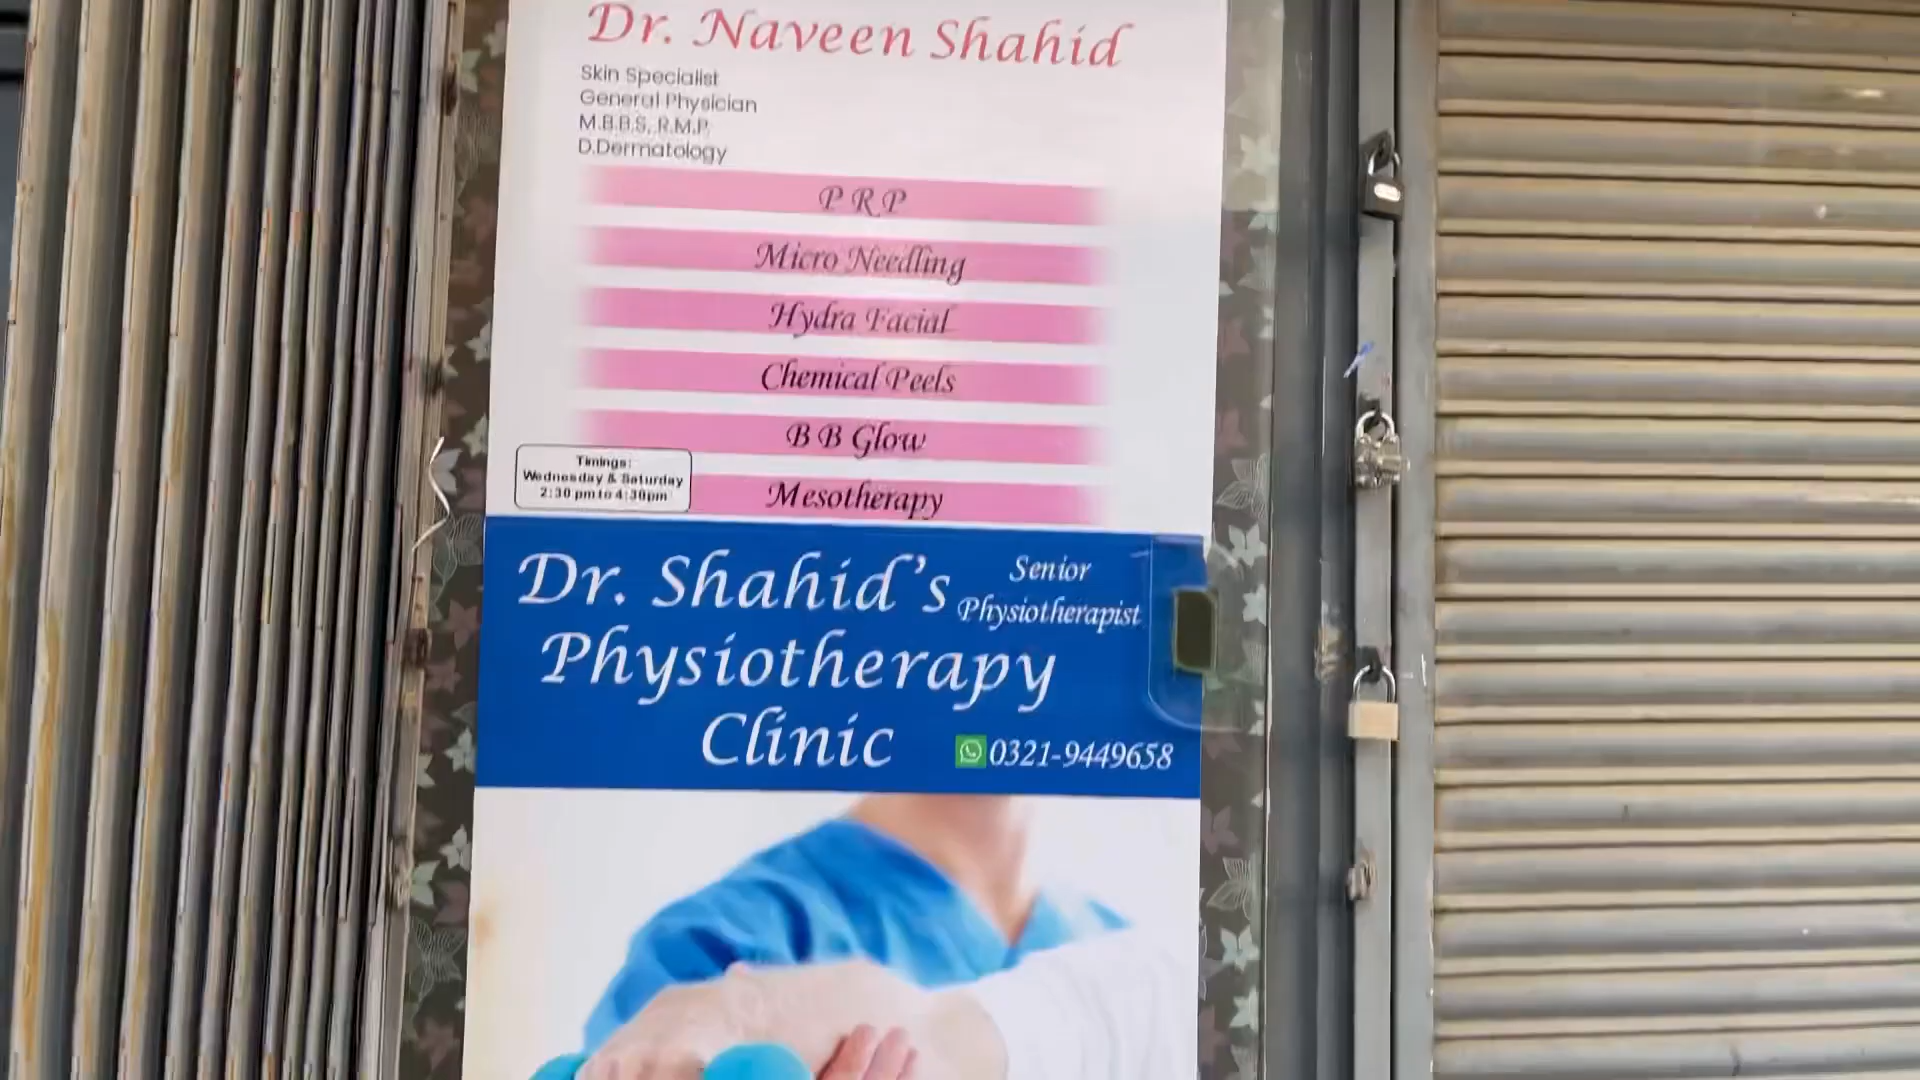 Dr. Naveen Shahid
Skin Specialist
General Physician
M.B.B.S, R.M.P.
D.Dermatology
P R P
Micro Needling
Hydra Facial
Chemical Peels
B B Glow
Mesotherapy
Timings:
Wednesday & Saturday
2:30 pm to 4:30pm
Dr. Shahid's
Senior
Physiotherapist
Physiotherapy
Clinic
0321-9449658